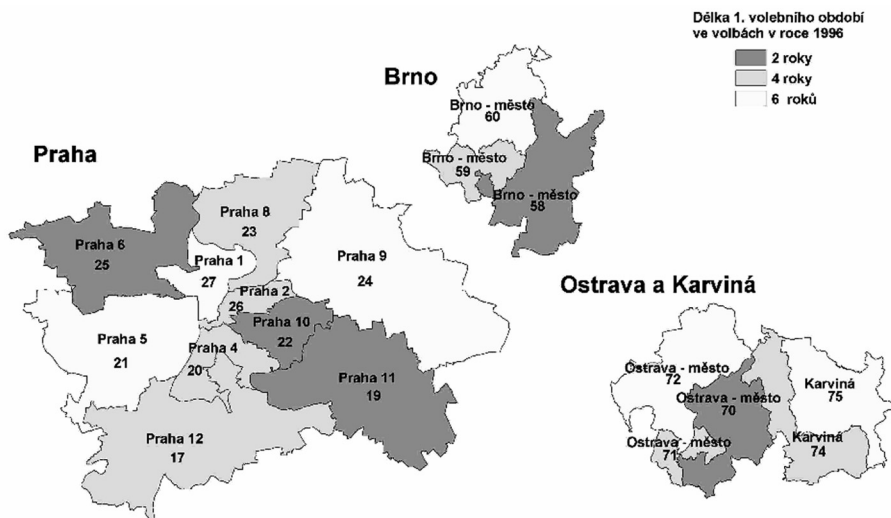 Délka 1. volebního období
ve volbách v roce 1996
2 roky
4 roky
6 roků
Brno
Brno - město
60
Brno - město
59
Brno - město
58
Praha
Praha 8
23
Praha 6
25
Praha 9
24
Praha 1
27
Praha 2
26
Praha 10
22
Praha 5
21
Praha 4
20
Praha 11
19
Praha 12
17
Ostrava a Karviná
Ostrava - město
72
Karviná
75
Ostrava - město
70
Ostrava - město
71
Karviná
74